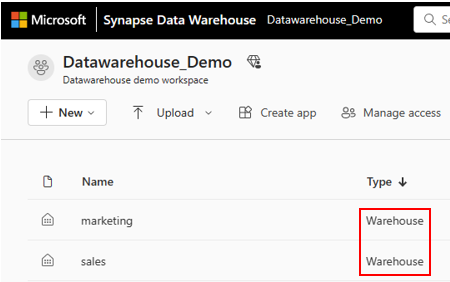 Microsoft Synapse Data Warehouse Datawarehouse_Demo
Datawarehouse_Demo
Datawarehouse demo workspace
New Upload Create app Manage access
Name Type
marketing Warehouse
sales Warehouse